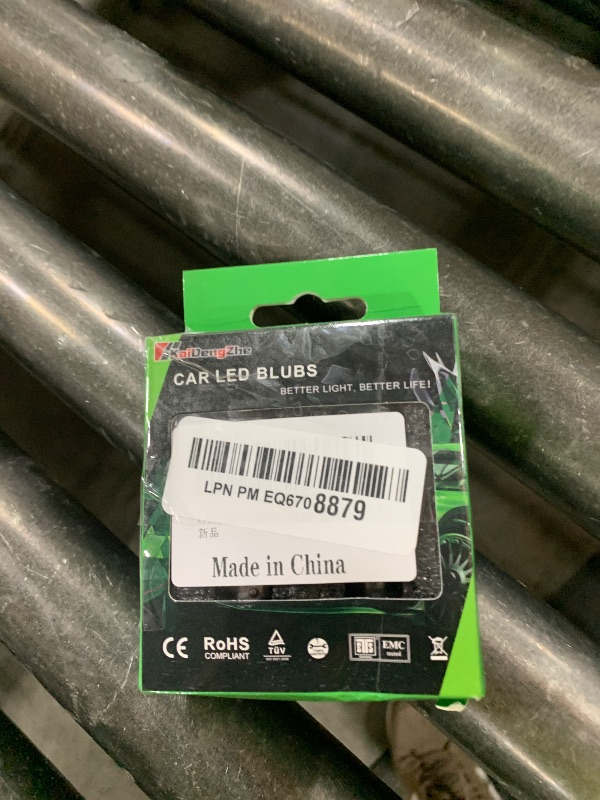 KaiDengZhe
CAR LED BLUBS
BETTER LIGHT, BETTER LIFE!
LPN PM EQ6708879
新品
Made in China
CE
RoHS
COMPLIANT
TÜV
EMC
tested